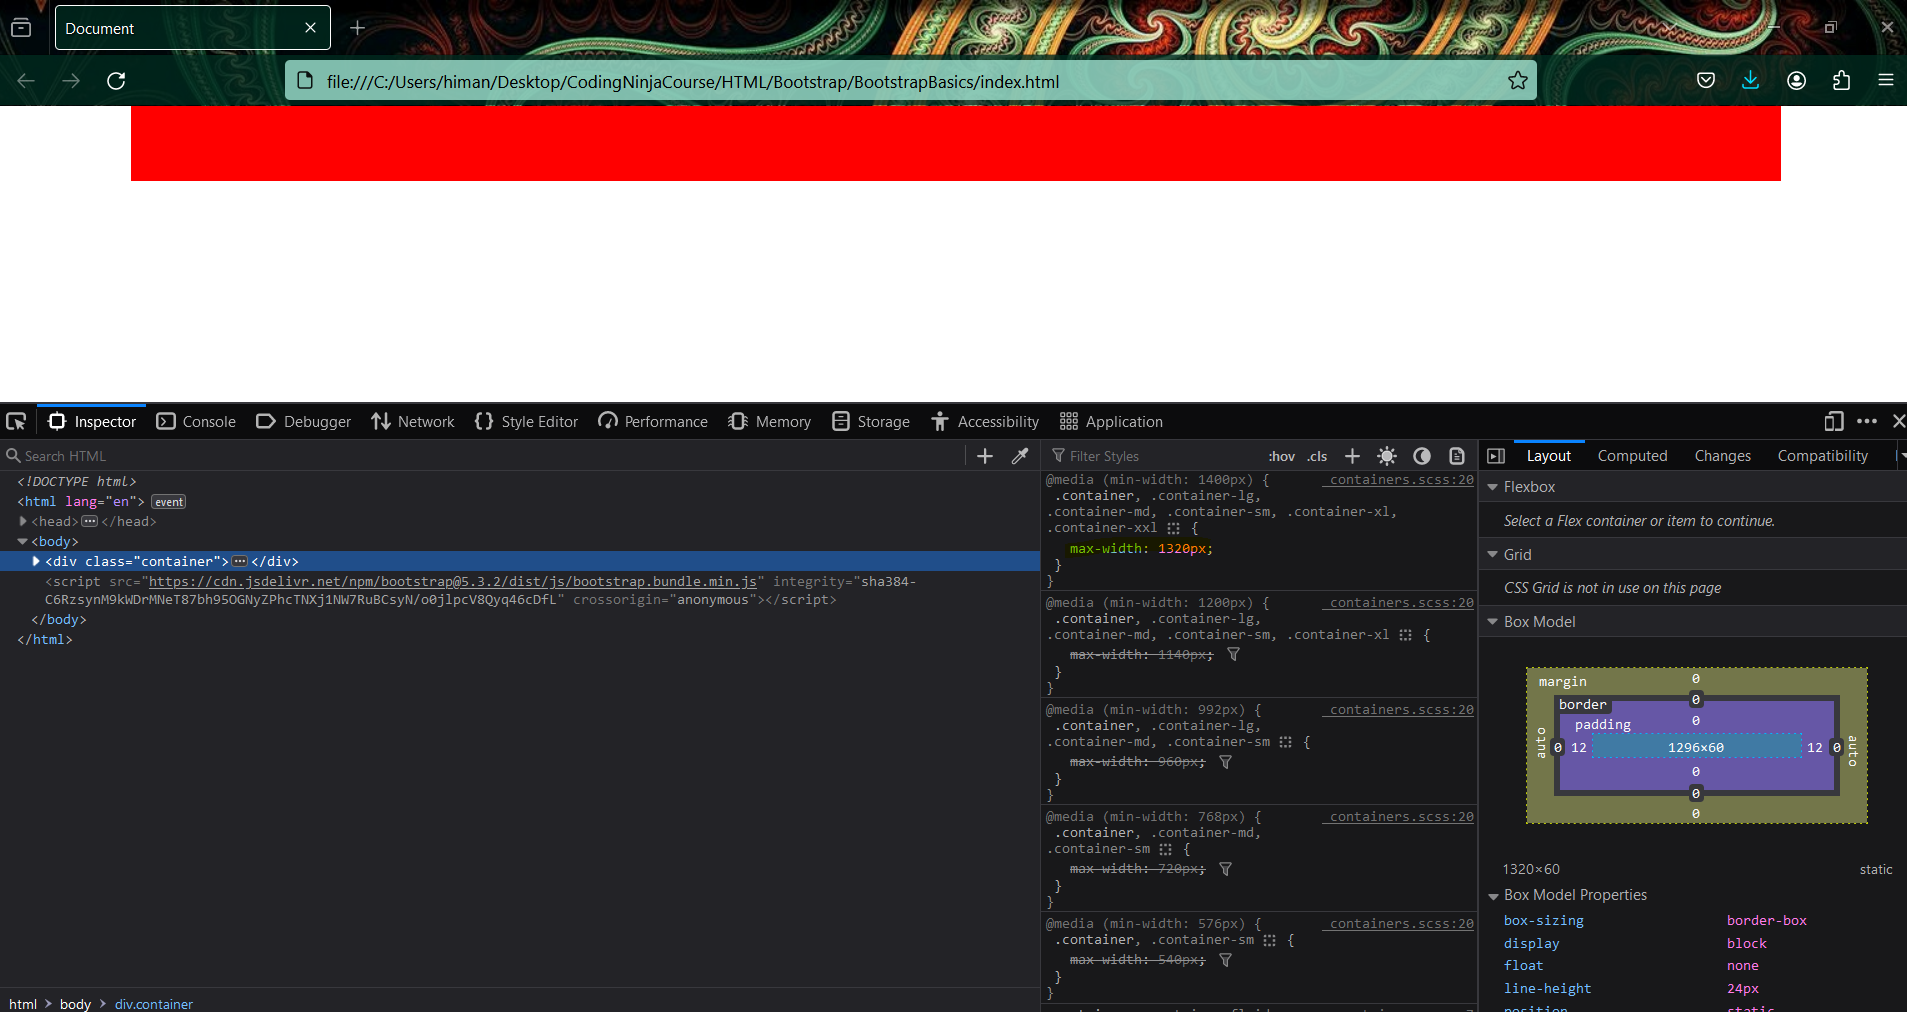 Document
file:///C:/Users/himan/Desktop/CodingNinjaCourse/HTML/Bootstrap/BootstrapBasics/index.html
Inspector Console Debugger Network Style Editor Performance Memory Storage Accessibility Application
Search HTML
<!DOCTYPE html>
<html lang="en"> event
<head> </head>
<body>
<div class="container"> </div>
<script src="https://cdn.jsdelivr.net/npm/bootstrap@5.3.2/dist/js/bootstrap.bundle.min.js" integrity="sha384-
C6RzsynM9kWDrMNeT87bh95OGNyZPhcTNXj1NW7RuBCsyN/o0jlpcV8Qyq46cDfL" crossorigin="anonymous"></script>
</body>
</html>
html body div.container
Filter Styles :hov .cls
@media (min-width: 1400px) { _containers.scss:20
.container, .container-lg,
.container-md, .container-sm, .container-xl,
.container-xxl {
max-width: 1320px;
}
}
@media (min-width: 1200px) { _containers.scss:20
.container, .container-lg,
.container-md, .container-sm, .container-xl {
max-width: 1140px;
}
}
@media (min-width: 992px) { _containers.scss:20
.container, .container-lg,
.container-md, .container-sm {
max-width: 960px;
}
}
@media (min-width: 768px) { _containers.scss:20
.container, .container-md,
.container-sm {
max-width: 720px;
}
}
@media (min-width: 576px) { _containers.scss:20
.container, .container-sm {
max-width: 540px;
}
}
Layout Computed Changes Compatibility
Flexbox
Select a Flex container or item to continue.
Grid
CSS Grid is not in use on this page
Box Model
margin 0
border 0
padding 0
auto 0 12 1296×60 12 0 auto
0
0
0
1320×60 static
Box Model Properties
box-sizing border-box
display block
float none
line-height 24px
position static